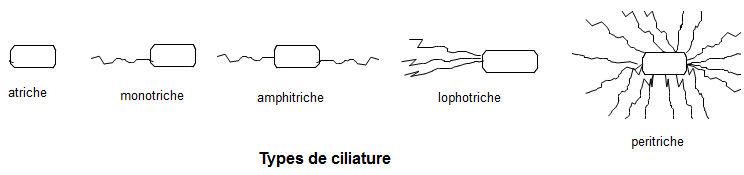 atriche
monotriche
amphitriche
lophotriche
peritriche
Types de ciliature